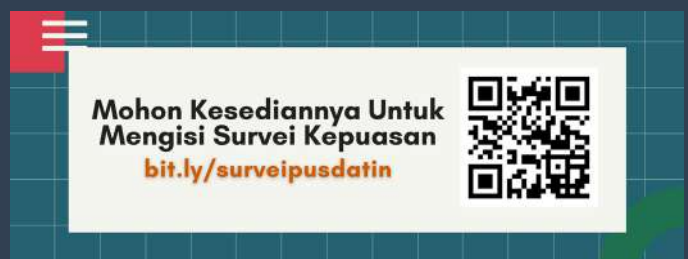 Mohon Kesediannya Untuk
Mengisi Survei Kepuasan
bit.ly/surveipusdatin